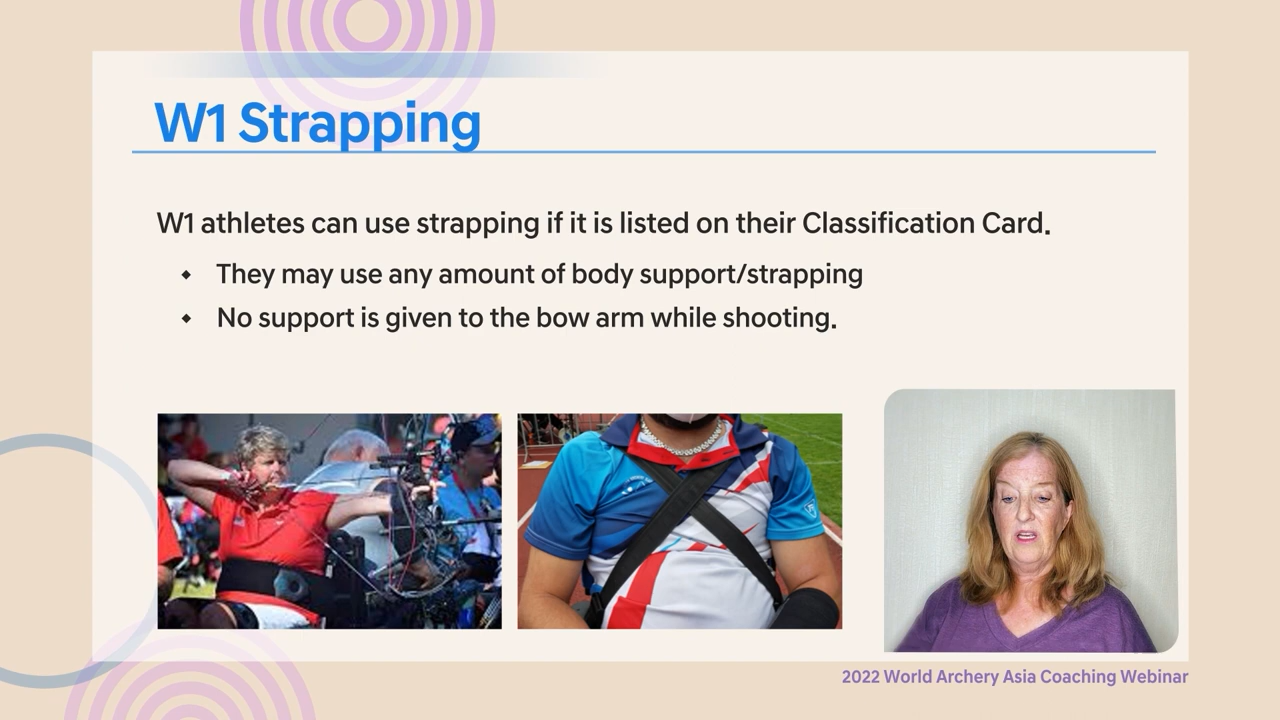 W1 Strapping
W1 athletes can use strapping if it is listed on their Classification Card.
They may use any amount of body support/strapping
No support is given to the bow arm while shooting.
2022 World Archery Asia Coaching Webinar